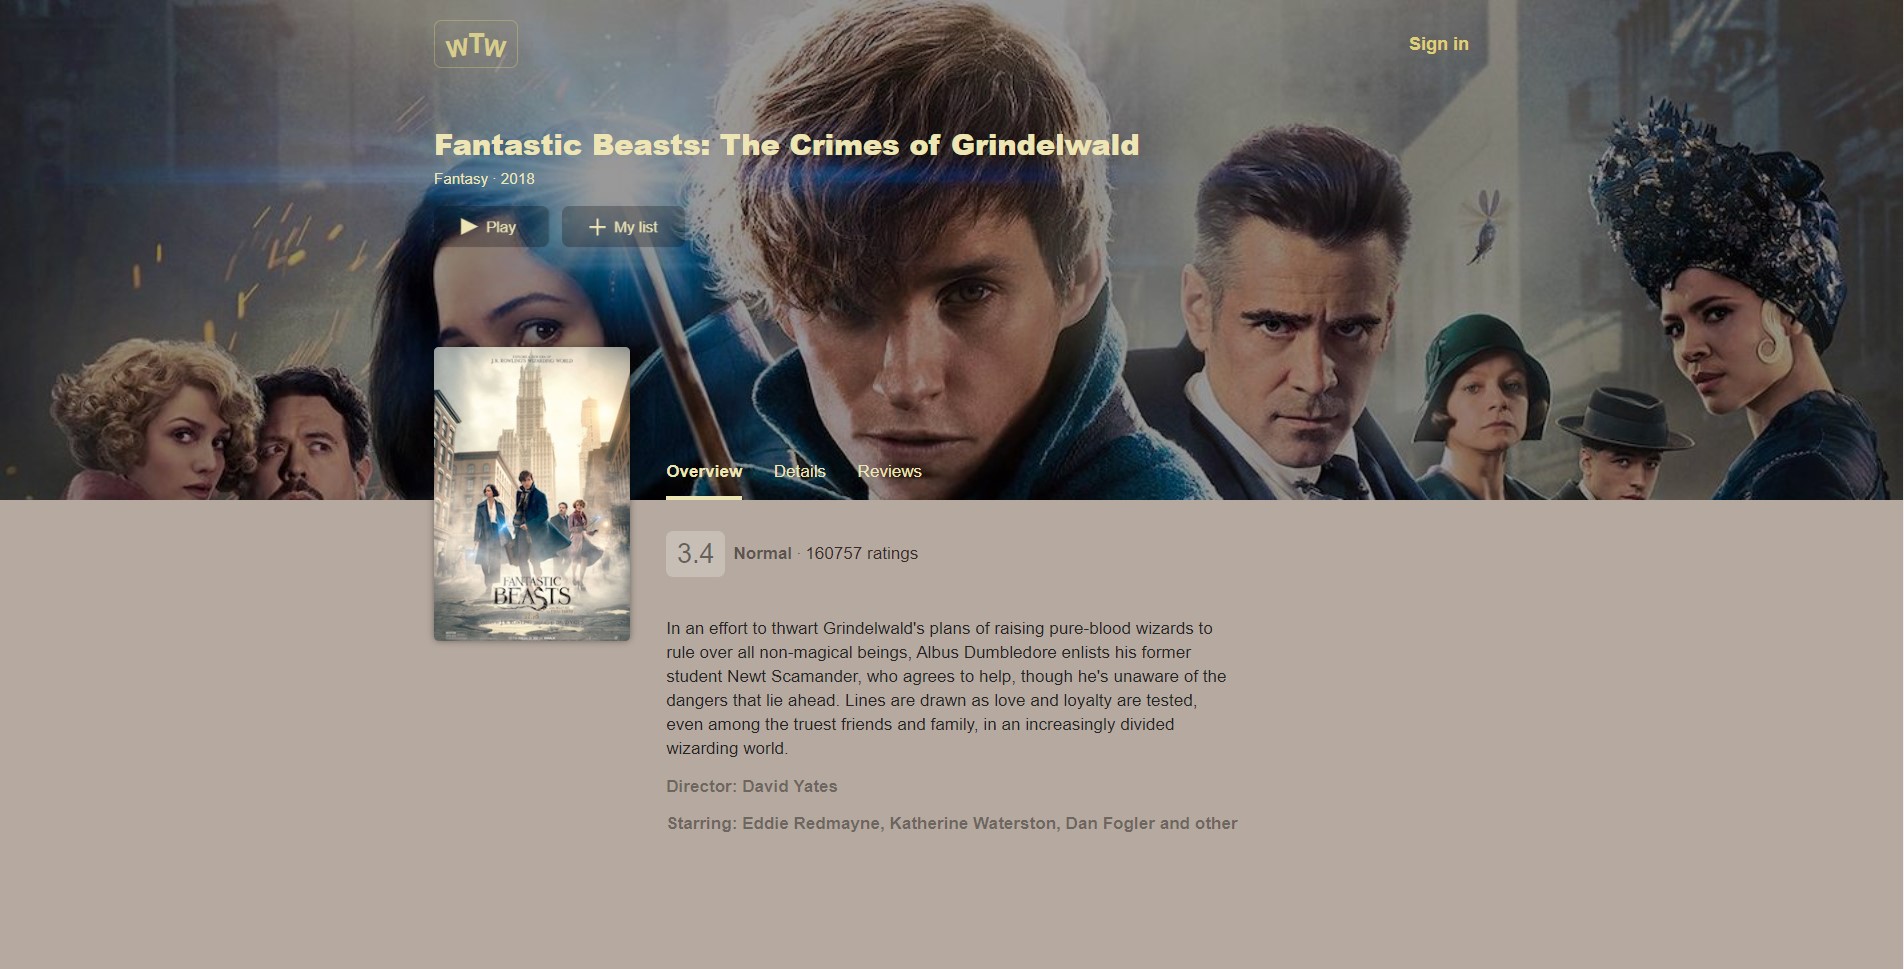 WTW
Sign in
Fantastic Beasts: The Crimes of Grindelwald
Fantasy · 2018
Play
My list
J.K. ROWLING'S WIZARDING WORLD
FANTASTIC
BEASTS
Overview
Details
Reviews
3.4
Normal · 160757 ratings
In an effort to thwart Grindelwald's plans of raising pure-blood wizards to
rule over all non-magical beings, Albus Dumbledore enlists his former
student Newt Scamander, who agrees to help, though he's unaware of the
dangers that lie ahead. Lines are drawn as love and loyalty are tested,
even among the truest friends and family, in an increasingly divided
wizarding world.
Director: David Yates
Starring: Eddie Redmayne, Katherine Waterston, Dan Fogler and other